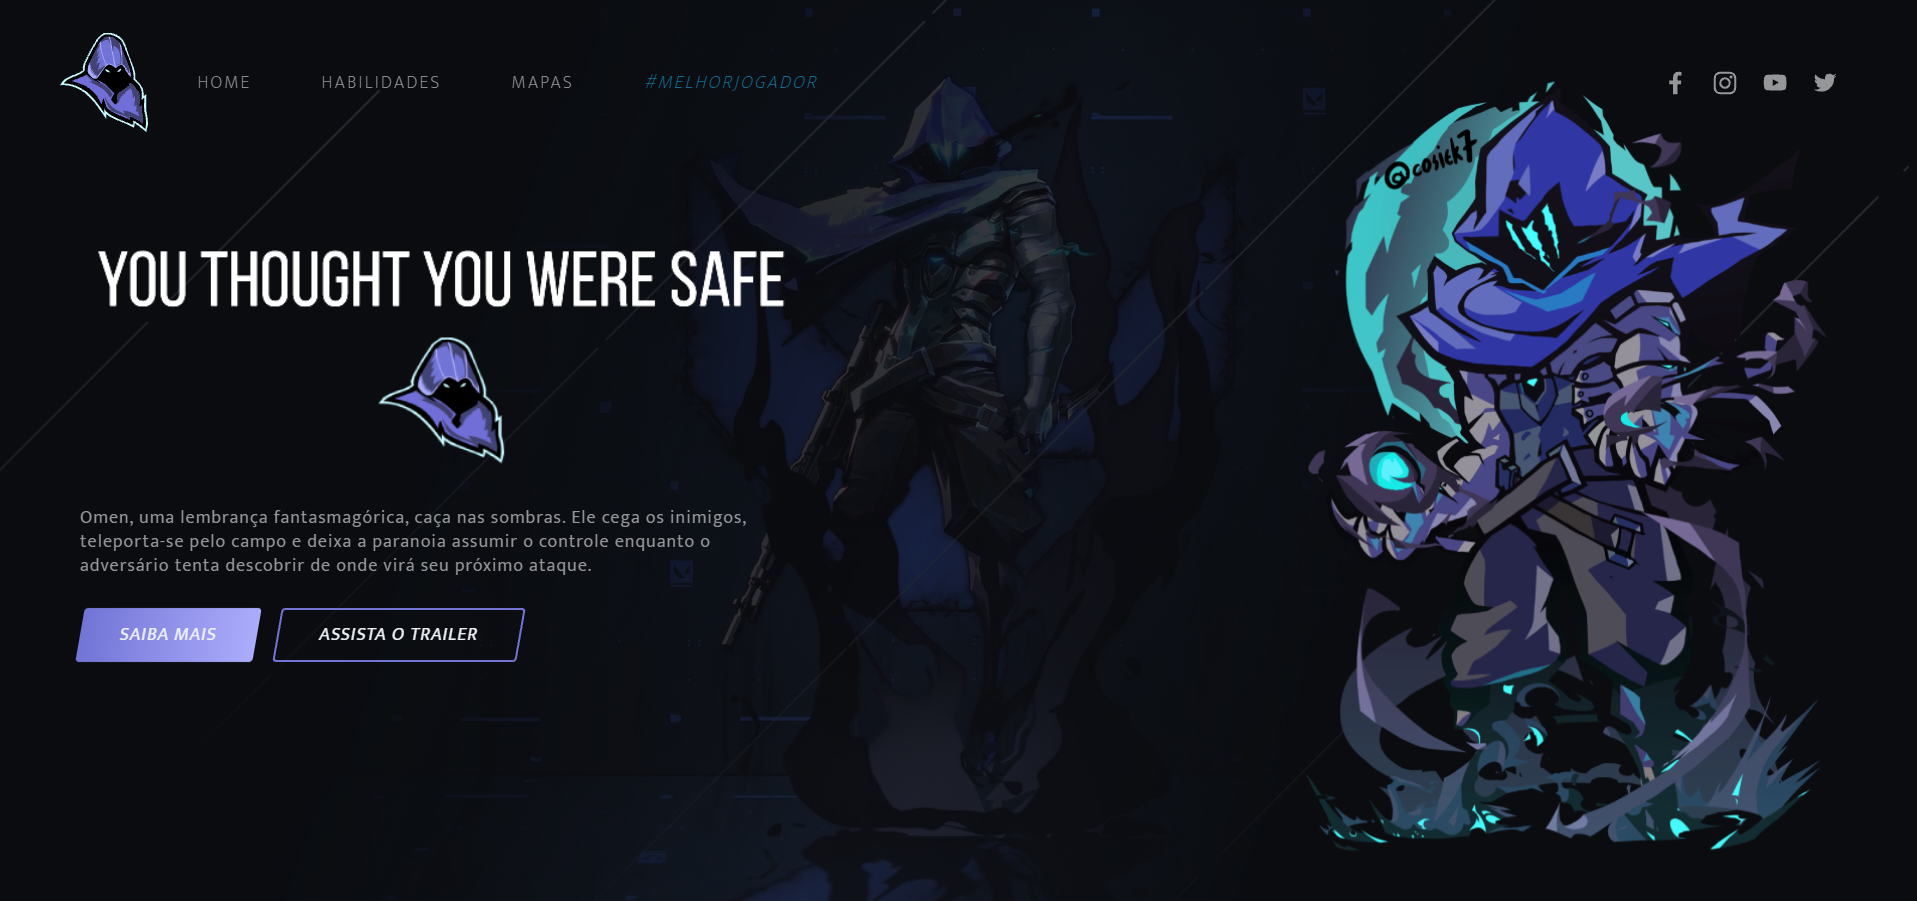 HOME HABILIDADES MAPAS #MELHORJOGADOR
@cosick7
YOU THOUGHT YOU WERE SAFE
Omen, uma lembrança fantasmagórica, caça nas sombras. Ele cega os inimigos,
teleporta-se pelo campo e deixa a paranoia assumir o controle enquanto o
adversário tenta descobrir de onde virá seu próximo ataque.
SAIBA MAIS ASSISTA O TRAILER